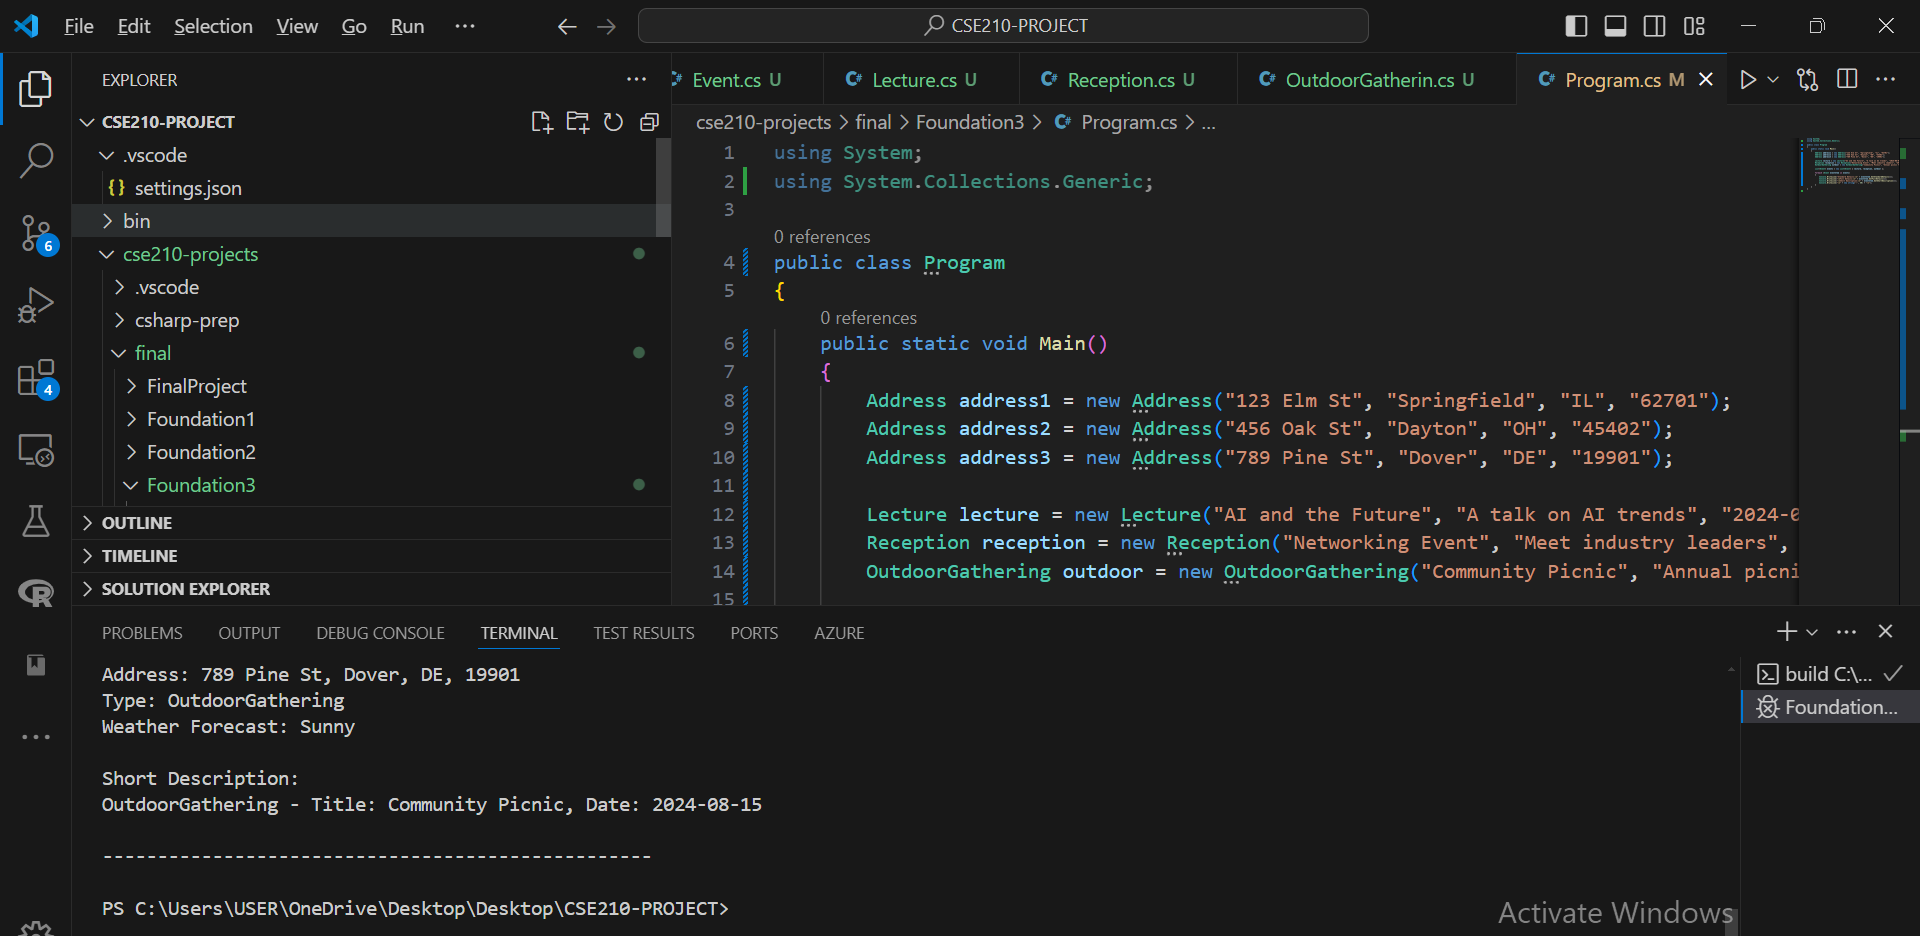 File Edit Selection View Go Run ···
CSE210-PROJECT
EXPLORER
CSE210-PROJECT
.vscode
{} settings.json
bin
cse210-projects
.vscode
csharp-prep
final
FinalProject
Foundation1
Foundation2
Foundation3
OUTLINE
TIMELINE
SOLUTION EXPLORER
6
4
Event.cs U
Lecture.cs U
Reception.cs U
OutdoorGatherin.cs U
Program.cs M
cse210-projects > final > Foundation3 > Program.cs > ...
1 using System;
2 using System.Collections.Generic;
3
0 references
4 public class Program
5 {
0 references
6 public static void Main()
7 {
8 Address address1 = new Address("123 Elm St", "Springfield", "IL", "62701");
9 Address address2 = new Address("456 Oak St", "Dayton", "OH", "45402");
10 Address address3 = new Address("789 Pine St", "Dover", "DE", "19901");
11
12 Lecture lecture = new Lecture("AI and the Future", "A talk on AI trends", "2024-0
13 Reception reception = new Reception("Networking Event", "Meet industry leaders",
14 OutdoorGathering outdoor = new OutdoorGathering("Community Picnic", "Annual picni
15
PROBLEMS OUTPUT DEBUG CONSOLE TERMINAL TEST RESULTS PORTS AZURE
Address: 789 Pine St, Dover, DE, 19901
Type: OutdoorGathering
Weather Forecast: Sunny
Short Description:
OutdoorGathering - Title: Community Picnic, Date: 2024-08-15
--------------------------------------------------
PS C:\Users\USER\OneDrive\Desktop\Desktop\CSE210-PROJECT>
build C:\...
Foundation...
Activate Windows